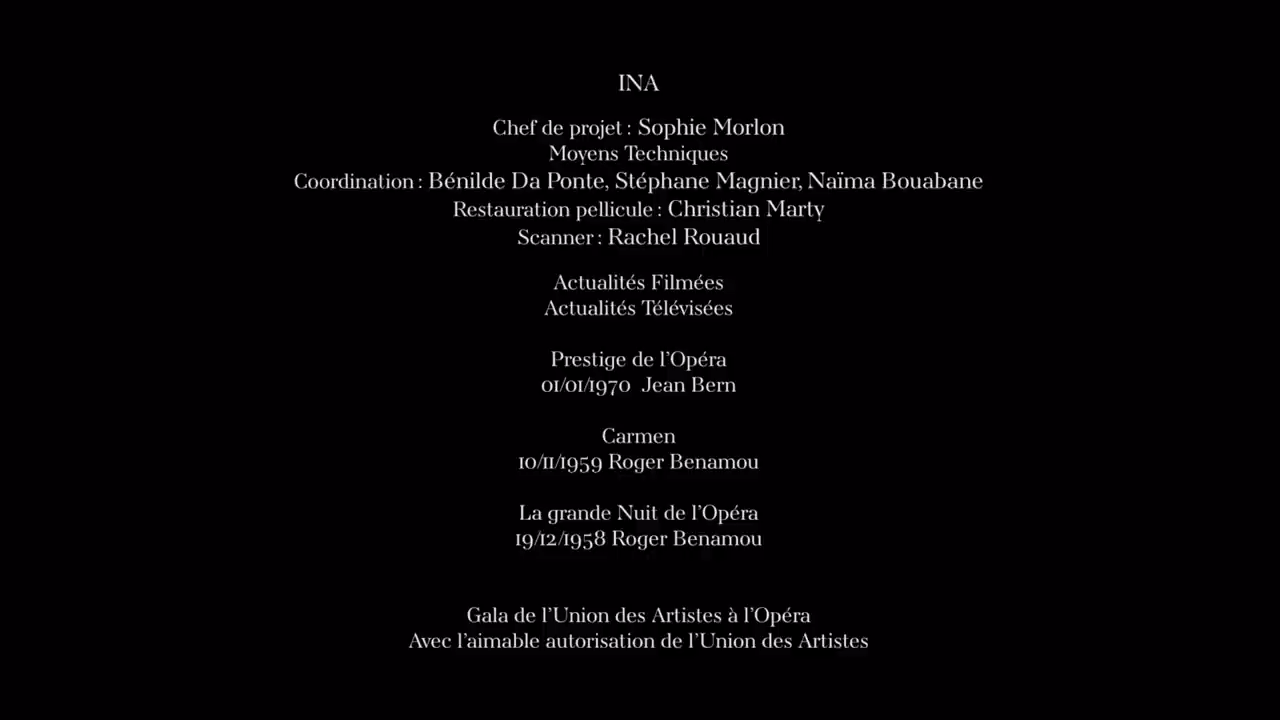 INA
Chef de projet : Sophie Morlon
Moyens Techniques
Coordination : Bénilde Da Ponte, Stéphane Magnier, Naïma Bouabane
Restauration pellicule : Christian Marty
Scanner : Rachel Rouaud
Actualités Filmées
Actualités Télévisées
Prestige de l'Opéra
01/01/1970 Jean Bern
Carmen
10/11/1959 Roger Benamou
La grande Nuit de l'Opéra
19/12/1958 Roger Benamou
Gala de l'Union des Artistes à l'Opéra
Avec l'aimable autorisation de l'Union des Artistes